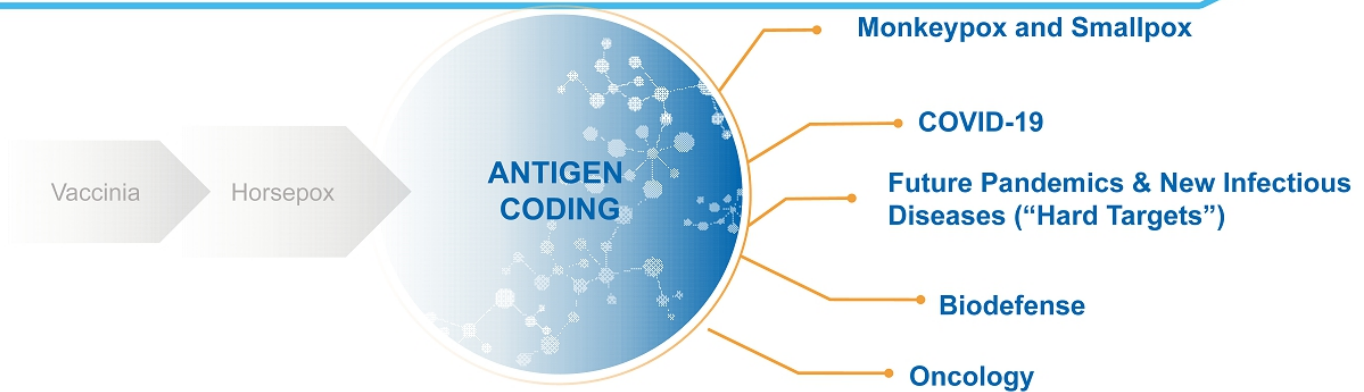 Vaccinia
Horsepox
ANTIGEN
CODING
Monkeypox and Smallpox
COVID-19
Future Pandemics & New Infectious
Diseases (“Hard Targets”)
Biodefense
Oncology